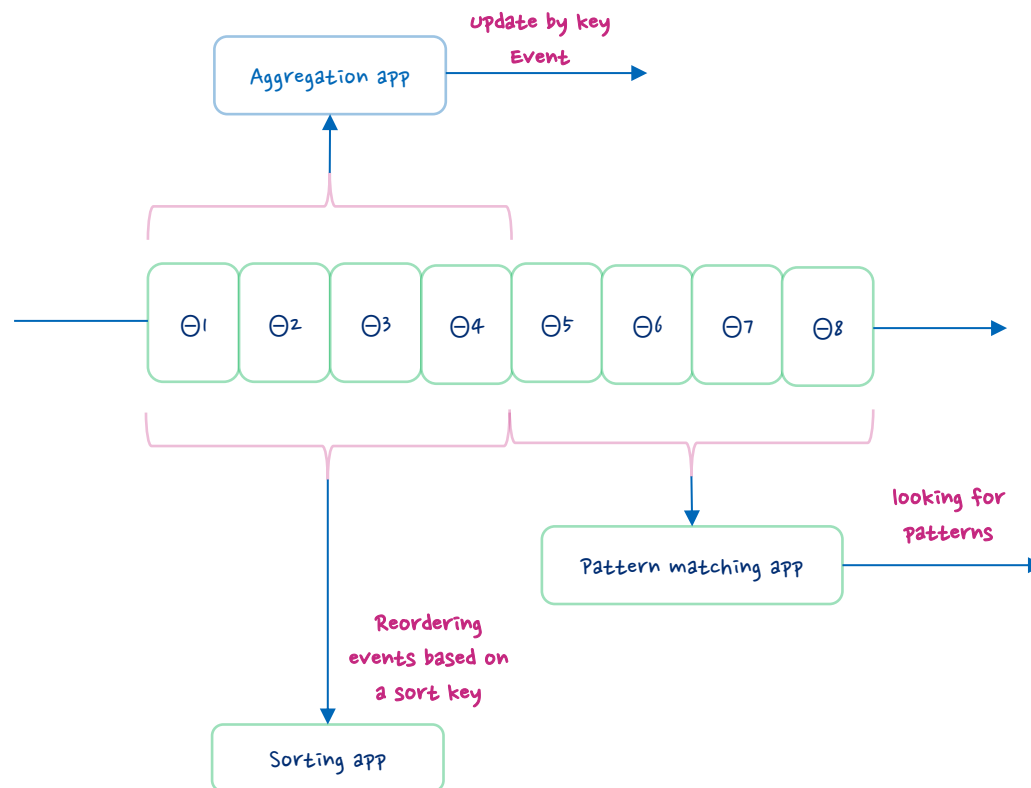 Update by key
Event
Aggregation app
Θ1
Θ2
Θ3
Θ4
Θ5
Θ6
Θ7
Θ8
looking for
patterns
Pattern matching app
Reordering
events based on
a sort key
Sorting app